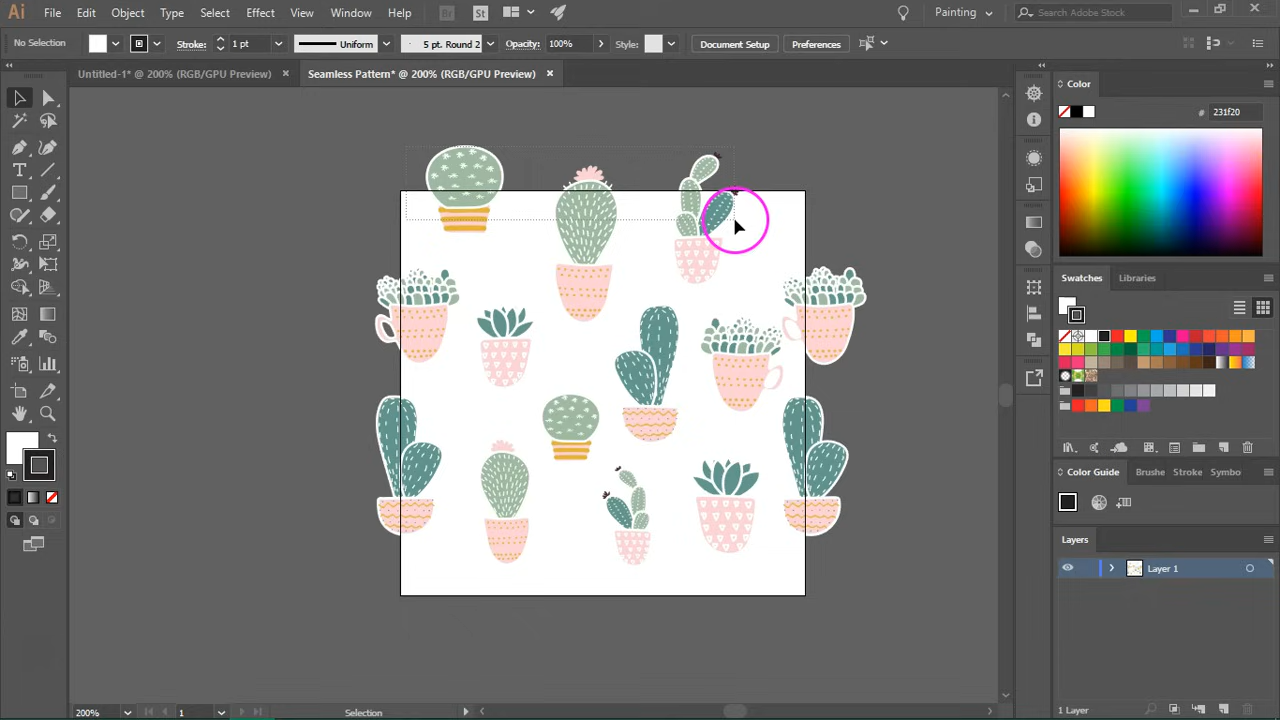 Ai File Edit Object Type Select Effect View Window Help Br St Painting Search Adobe Stock
No Selection Stroke: 1 pt Uniform 5 pt. Round 2 Opacity: 100% Style: Document Setup Preferences
Untitled-1* @ 200% (RGB/GPU Preview) × Seamless Pattern* @ 200% (RGB/GPU Preview) ×
Color
# 231f20
Swatches Libraries
Color Guide Brushe Stroke Symbo
Layers
Layer 1
1 Layer
200% 1 Selection